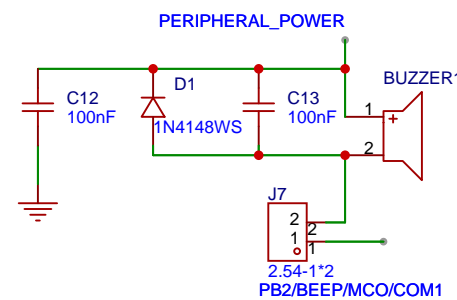 PERIPHERAL_POWER
BUZZER1
D1
C12
C13
100nF
100nF
1N4148WS
1
+
2
J7
2
2
1
1
2.54-1*2
PB2/BEEP/MCO/COM1